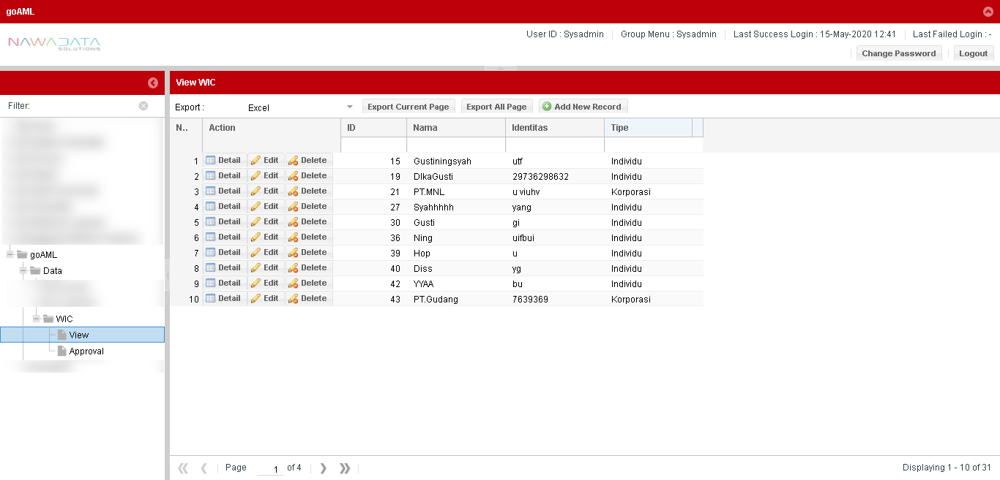 goAML
NAWADATA
SOLUTIONS
User ID : Sysadmin
Group Menu : Sysadmin
Last Success Login : 15-May-2020 12:41
Last Failed Login : -
Change Password
Logout
Filter:
goAML
Data
WIC
View
Approval
View WIC
Export : Excel Export Current Page Export All Page Add New Record
N.. Action ID Nama Identitas Tipe
1 Detail Edit Delete 15 Gustiningsyah utf Individu
2 Detail Edit Delete 19 DIkaGusti 29736298632 Individu
3 Detail Edit Delete 21 PT.MNL u viuhv Korporasi
4 Detail Edit Delete 27 Syahhhhh yang Individu
5 Detail Edit Delete 30 Gusti gi Individu
6 Detail Edit Delete 36 Ning uifbui Individu
7 Detail Edit Delete 39 Hop u Individu
8 Detail Edit Delete 40 Diss yg Individu
9 Detail Edit Delete 42 YYAA bu Individu
10 Detail Edit Delete 43 PT.Gudang 7639369 Korporasi
Page 1 of 4
Displaying 1 - 10 of 31